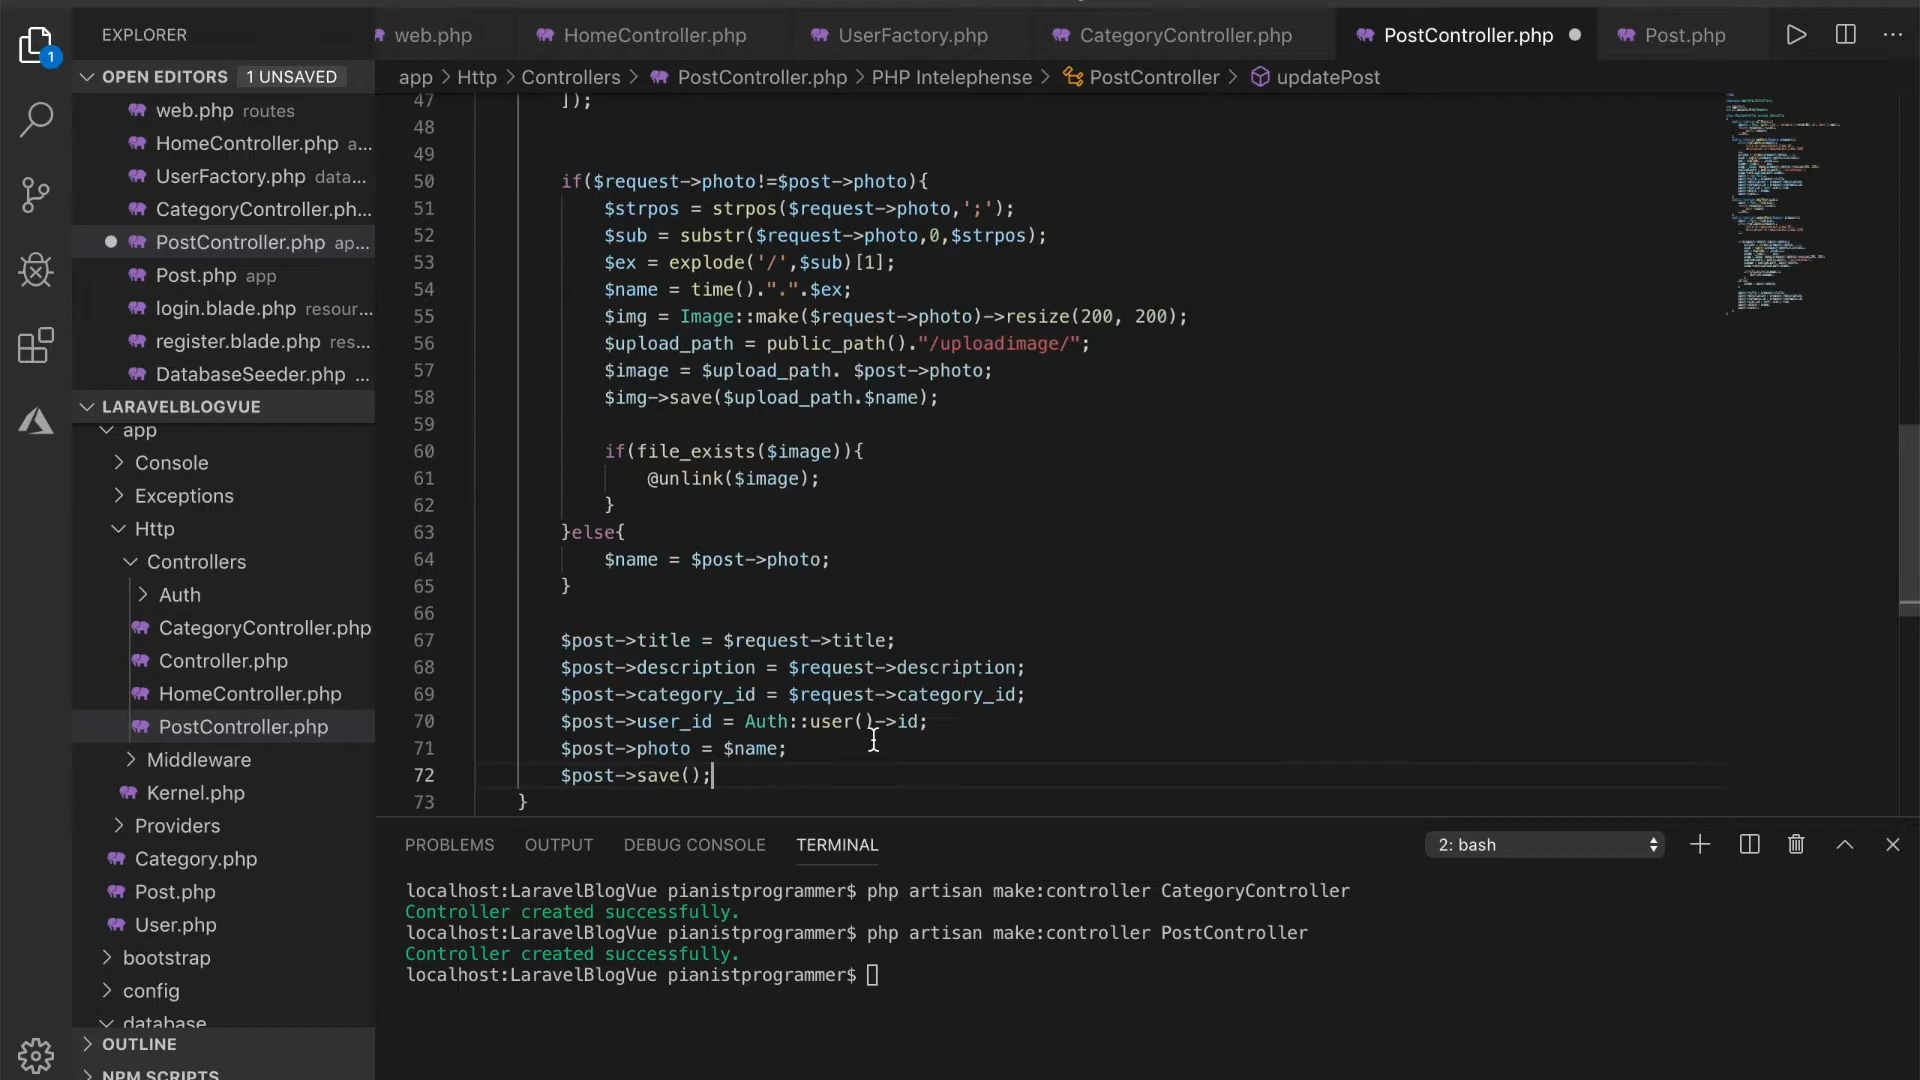 EXPLORER
web.php
HomeController.php
UserFactory.php
CategoryController.php
PostController.php
Post.php
1
OPEN EDITORS 1 UNSAVED
app > Http > Controllers > PostController.php > PHP Intelephense > PostController > updatePost
web.php routes
HomeController.php a...
UserFactory.php data...
CategoryController.ph...
PostController.php ap...
Post.php app
login.blade.php resour...
register.blade.php res...
DatabaseSeeder.php ...
LARAVELBLOGVUE
app
Console
Exceptions
Http
Controllers
Auth
CategoryController.php
Controller.php
HomeController.php
PostController.php
Middleware
Kernel.php
Providers
Category.php
Post.php
User.php
bootstrap
config
database
OUTLINE
NPM SCRIPTS
47 ]);
48
49
50 if($request->photo!=$post->photo){
51 $strpos = strpos($request->photo,';');
52 $sub = substr($request->photo,0,$strpos);
53 $ex = explode('/',$sub)[1];
54 $name = time().".".$ex;
55 $img = Image::make($request->photo)->resize(200, 200);
56 $upload_path = public_path()."/uploadimage/";
57 $image = $upload_path. $post->photo;
58 $img->save($upload_path.$name);
59
60 if(file_exists($image)){
61 @unlink($image);
62 }
63 }else{
64 $name = $post->photo;
65 }
66
67 $post->title = $request->title;
68 $post->description = $request->description;
69 $post->category_id = $request->category_id;
70 $post->user_id = Auth::user()->id;
71 $post->photo = $name;
72 $post->save();
73 }
PROBLEMS OUTPUT DEBUG CONSOLE TERMINAL 2: bash
localhost:LaravelBlogVue pianistprogrammer$ php artisan make:controller CategoryController
Controller created successfully.
localhost:LaravelBlogVue pianistprogrammer$ php artisan make:controller PostController
Controller created successfully.
localhost:LaravelBlogVue pianistprogrammer$